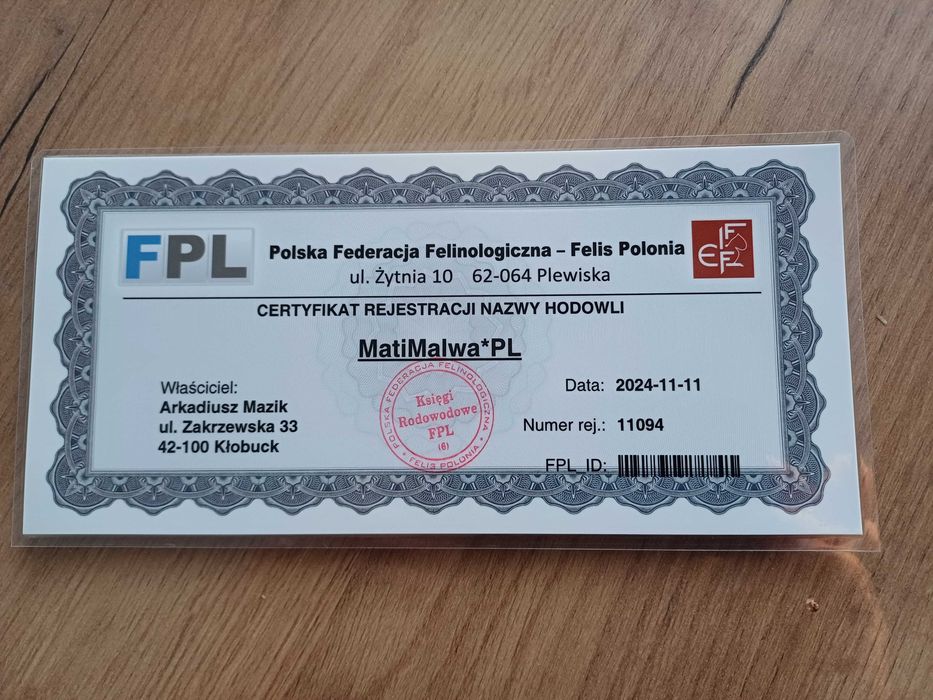 FPL
Polska Federacja Felinologiczna – Felis Polonia
ul. Żytnia 10 62-064 Plewiska
FIFe
CERTYFIKAT REJESTRACJI NAZWY HODOWLI
MatiMalwa*PL
Właściciel:
Arkadiusz Mazik
ul. Zakrzewska 33
42-100 Kłobuck
POLSKA FEDERACJA FELINOLOGICZNA
Księgi
Rodowodowe
FPL
(6)
• FELIS POLONIA •
Data: 2024-11-11
Numer rej.: 11094
FPL_ID: